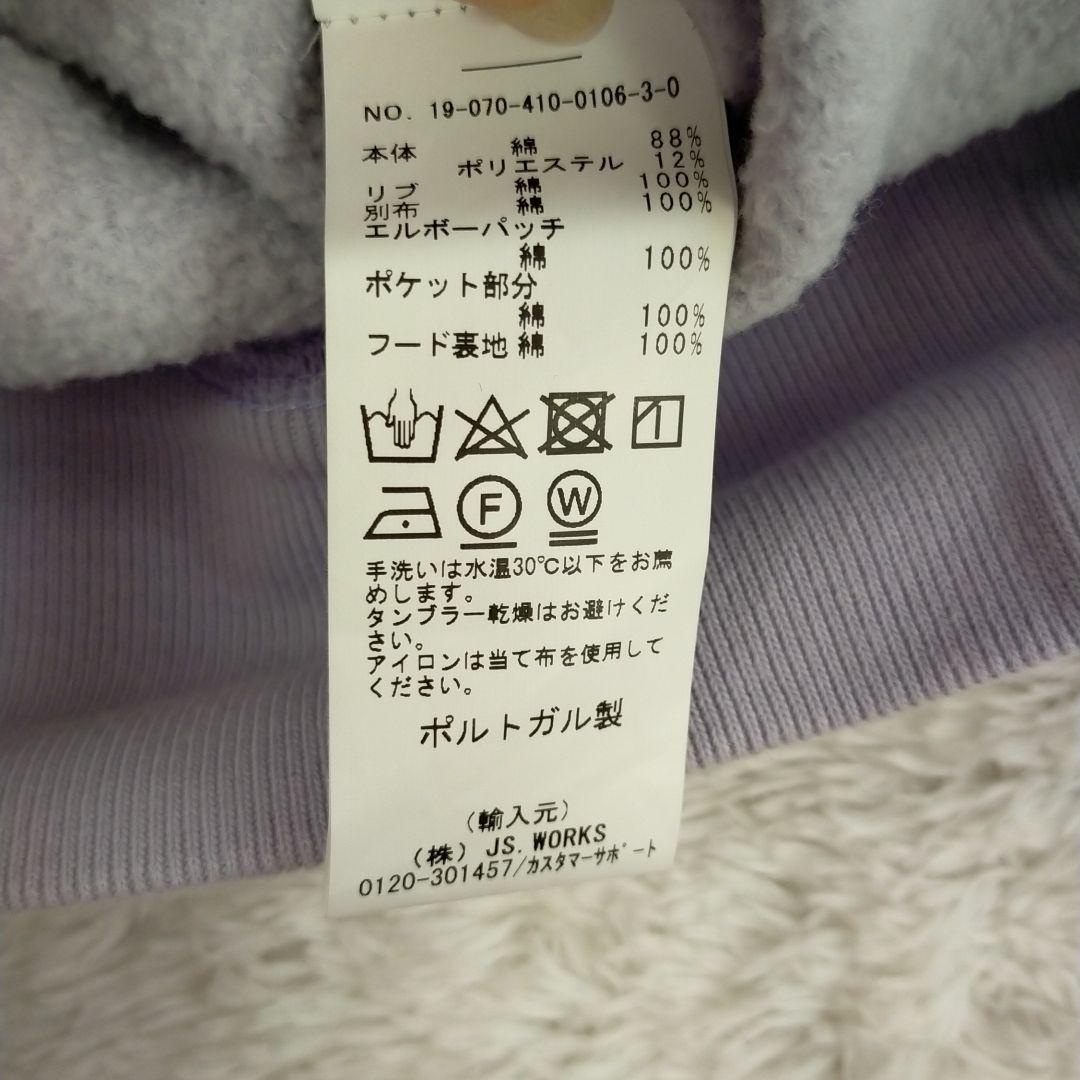 NO. 19-070-410-0106-3-0
本体 綿 88%
ポリエステル 12%
リブ 綿 100%
別布 綿 100%
エルボーパッチ
綿 100%
ポケット部分
綿 100%
フード裏地 綿 100%
F W
手洗いは水温30℃以下をお薦
めします。
タンブラー乾燥はお避けくだ
さい。
アイロンは当て布を使用して
ください。
ポルトガル製
(輸入元)
(株) JS.WORKS
0120-301457/カスタマーサポート